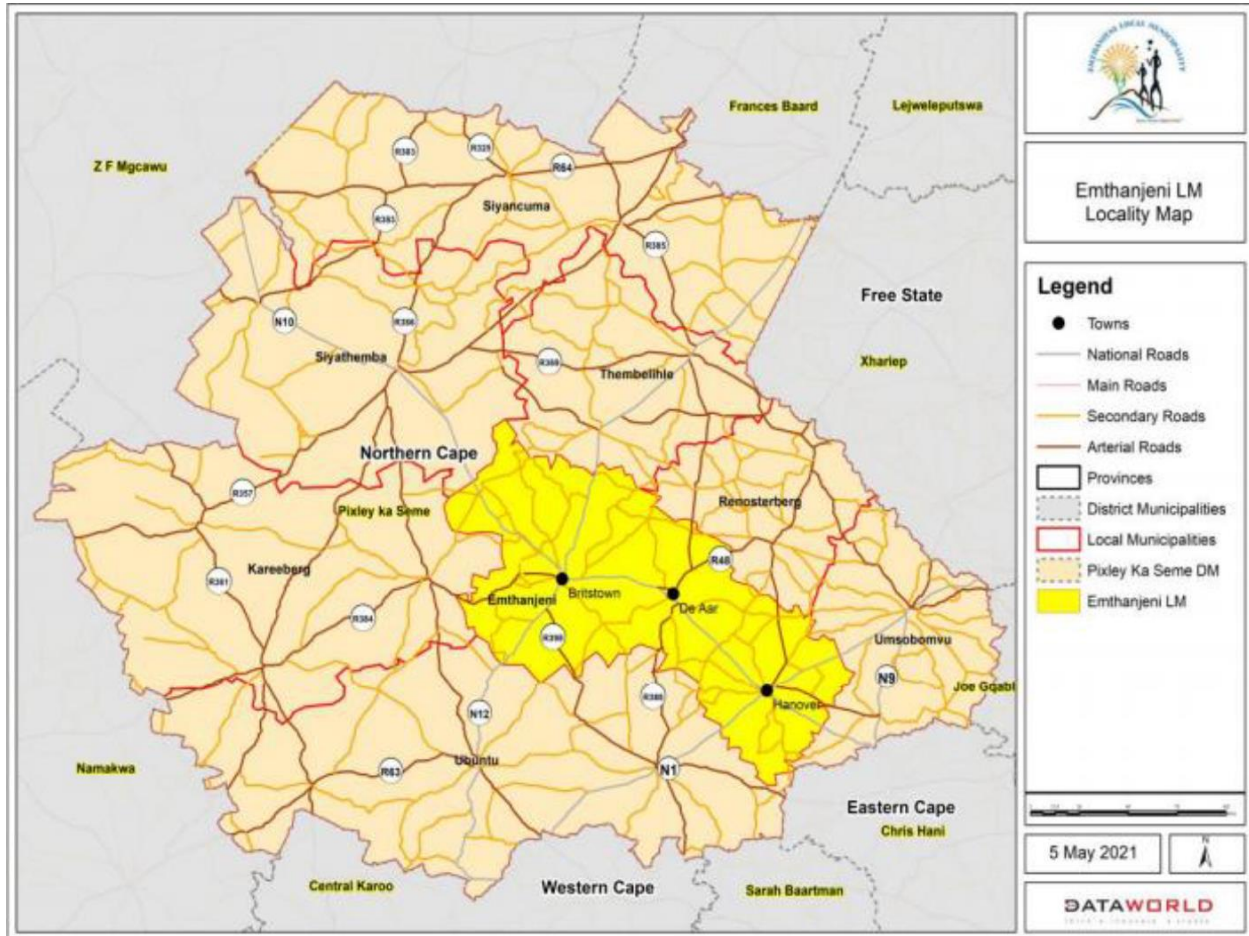 EMTHANJENI LOCAL MUNICIPALITY
Frances Baard
Lejweleputswa
Z F Mgcawu
R383
R64
Siyancuma
R385
Free State
N10
Siyathemba
R369
Thembelihle
Xhariep
Northern Cape
R357
Renosterberg
Pixley ka Seme
Kareeberg
R361
R48
Emthanjeni
Britstown
De Aar
R384
R398
Umsobomvu
R388
N9
Joe Gqabi
Hanover
N12
Ubuntu
Namakwa
R63
N1
Eastern Cape
Chris Hani
Central Karoo
Western Cape
Sarah Baartman
Emthanjeni LM
Locality Map
Legend
Towns
National Roads
Main Roads
Secondary Roads
Arterial Roads
Provinces
District Municipalities
Local Municipalities
Pixley Ka Seme DM
Emthanjeni LM
5 May 2021
N
DATAWORLD